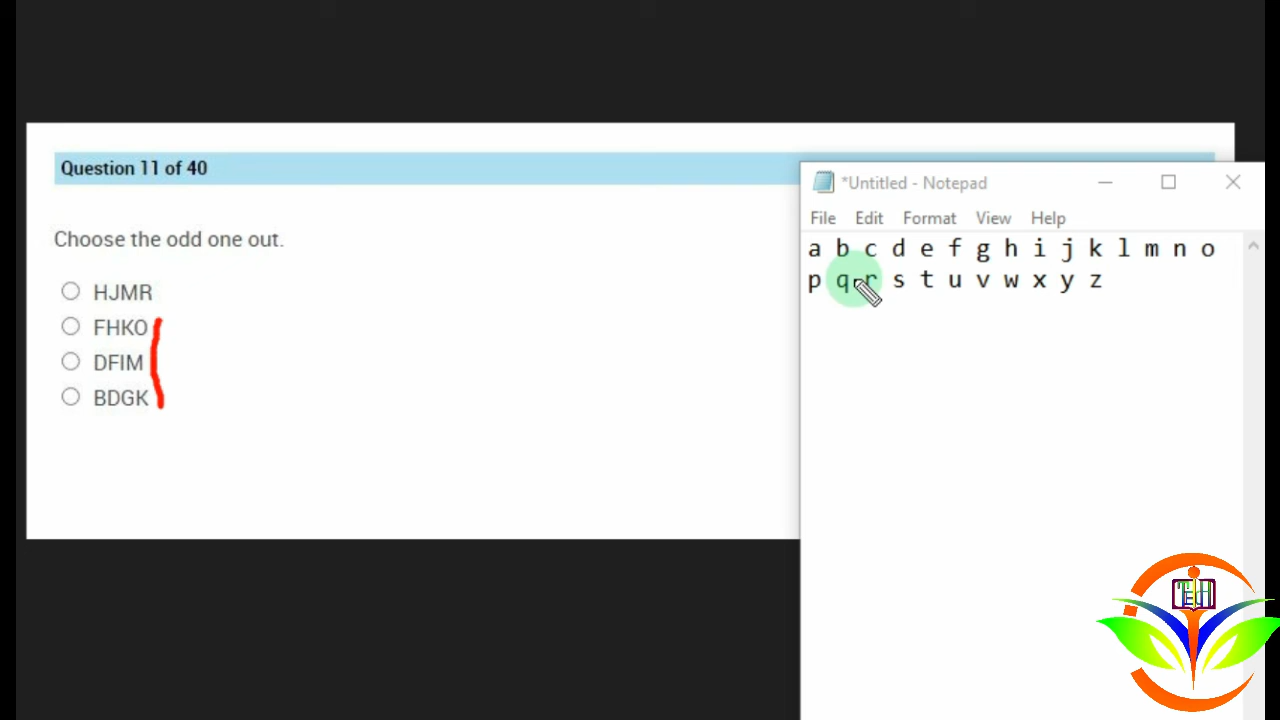 Question 11 of 40
Choose the odd one out.
HJMR
FHKO
DFIM
BDGK
*Untitled - Notepad
File Edit Format View Help
a b c d e f g h i j k l m n o
p q r s t u v w x y z